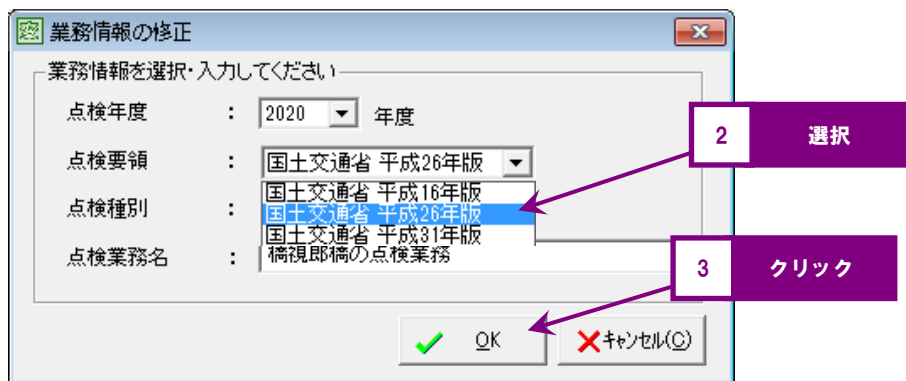 業務情報の修正
業務情報を選択・入力してください
点検年度 : 2020 年度
点検要領 : 国土交通省 平成26年版
2 選択
国土交通省 平成16年版
点検種別 : 国土交通省 平成26年版
国土交通省 平成31年版
点検業務名 : 橋視郎橋の点検業務
3 クリック
OK キャンセル(C)